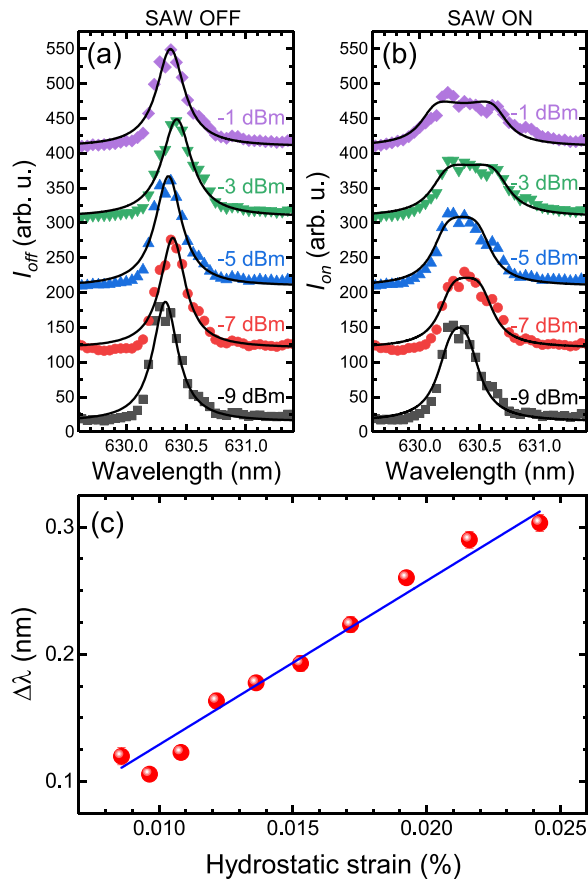 SAW OFF
SAW ON
(a)
(b)
550
500
450
400
350
300
250
200
150
100
50
0
I_off (arb. u.)
-1 dBm
-3 dBm
-5 dBm
-7 dBm
-9 dBm
630.0 630.5 631.0
Wavelength (nm)
I_on (arb. u.)
-1 dBm
-3 dBm
-5 dBm
-7 dBm
-9 dBm
630.0 630.5 631.0
Wavelength (nm)
550
500
450
400
350
300
250
200
150
100
50
0
(c)
0.3
0.2
0.1
Δλ (nm)
0.010 0.015 0.020 0.025
Hydrostatic strain (%)